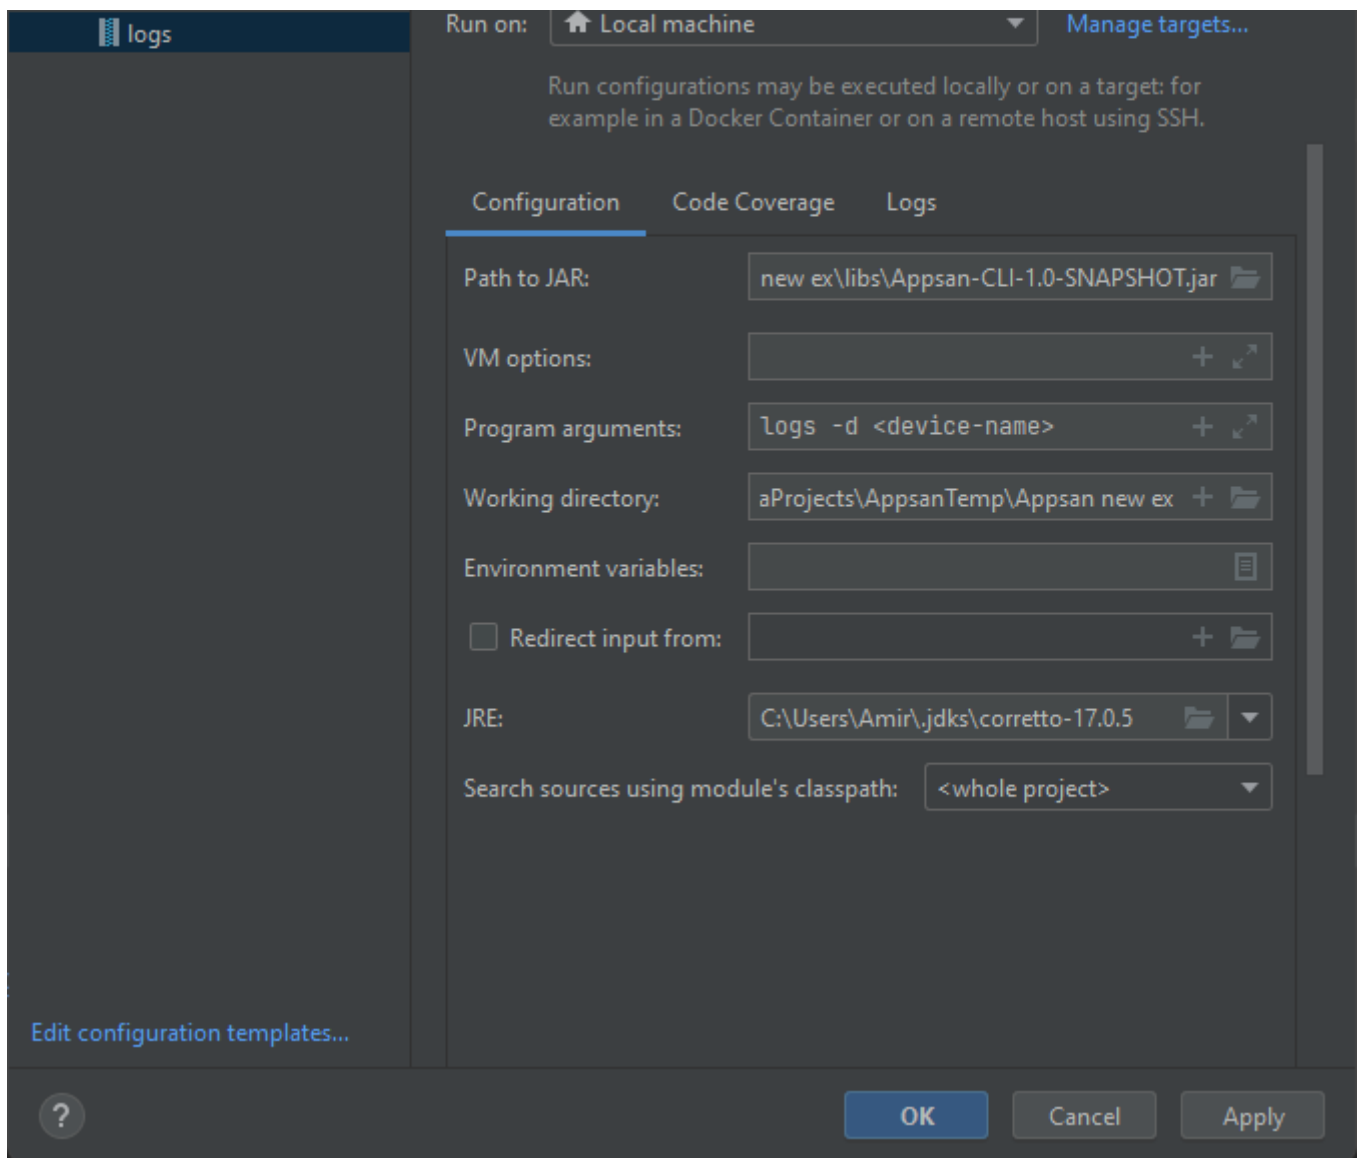 logs
Run on: Local machine Manage targets...
Run configurations may be executed locally or on a target: for
example in a Docker Container or on a remote host using SSH.
Configuration Code Coverage Logs
Path to JAR: new ex\libs\Appsan-CLI-1.0-SNAPSHOT.jar
VM options:
Program arguments: logs -d <device-name>
Working directory: aProjects\AppsanTemp\Appsan new ex
Environment variables:
Redirect input from:
JRE: C:\Users\Amir\.jdks\corretto-17.0.5
Search sources using module's classpath: <whole project>
Edit configuration templates...
? OK Cancel Apply